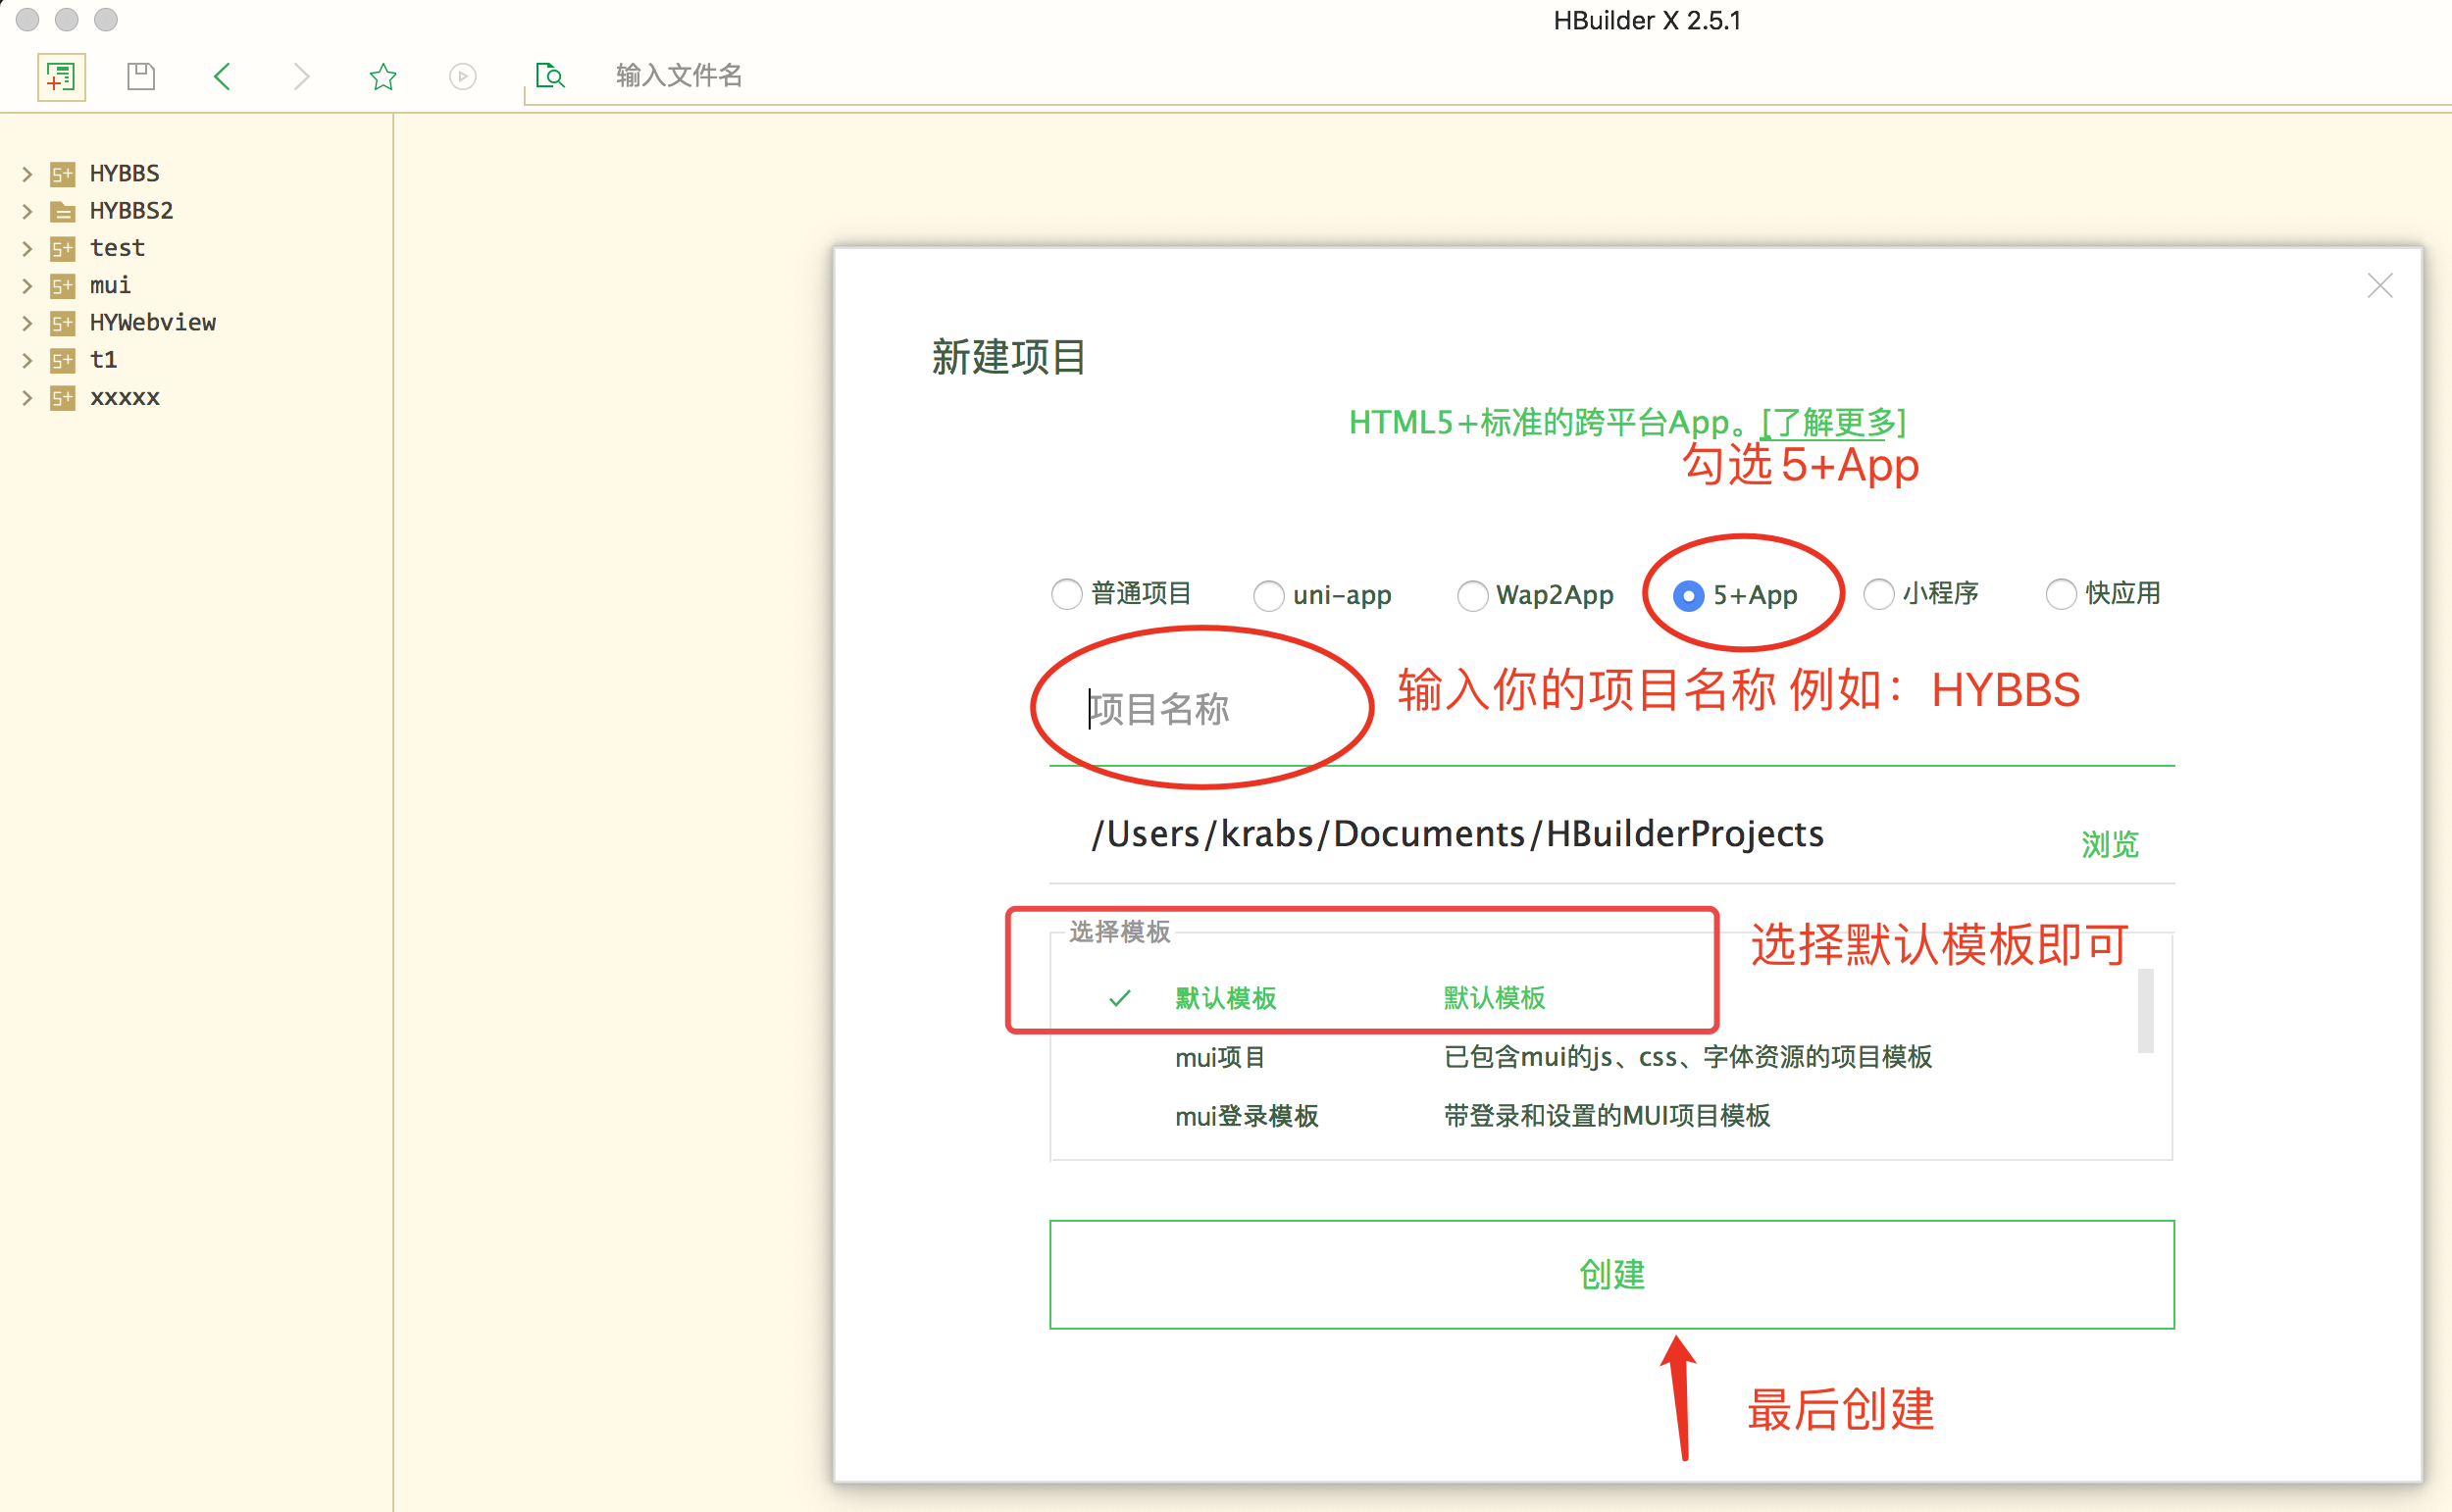 HBuilder X 2.5.1
输入文件名
HYBBS
HYBBS2
test
mui
HYWebview
t1
xxxxx
新建项目
HTML5+标准的跨平台App。[了解更多]
勾选5+App
普通项目 uni-app Wap2App 5+App 小程序 快应用
项目名称
输入你的项目名称 例如：HYBBS
/Users/krabs/Documents/HBuilderProjects 浏览
选择模板
选择默认模板即可
默认模板 默认模板
mui项目 已包含mui的js、css、字体资源的项目模板
mui登录模板 带登录和设置的MUI项目模板
创建
最后创建